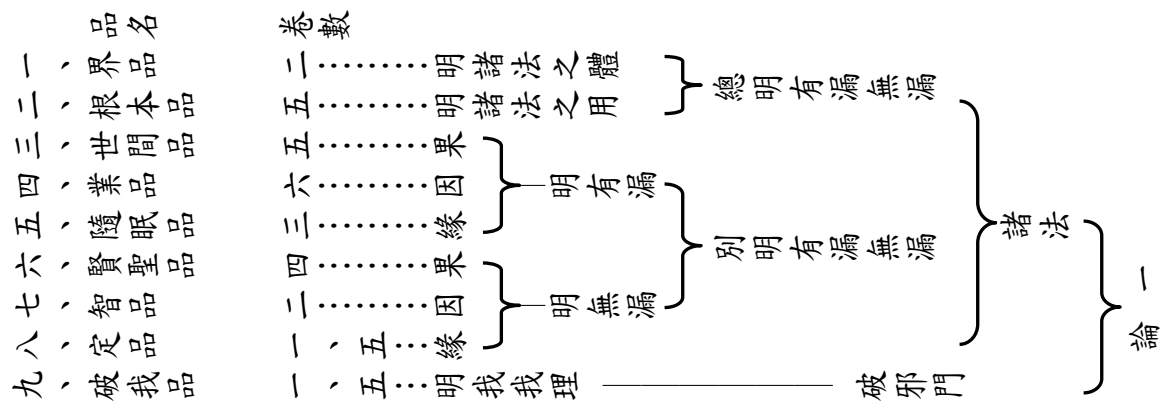 品名 卷數
一、界品 二………明諸法之體
二、根本品 五………明諸法之用
總明有漏無漏
三、世間品 五………果
四、業品 六………因
五、隨眠品 三………緣
明有漏
六、賢聖品 四………果
七、智品 二………因
八、定品 一、五…緣
明無漏
別明有漏無漏
諸法
九、破我品 一、五…明我我理
破邪門
論一